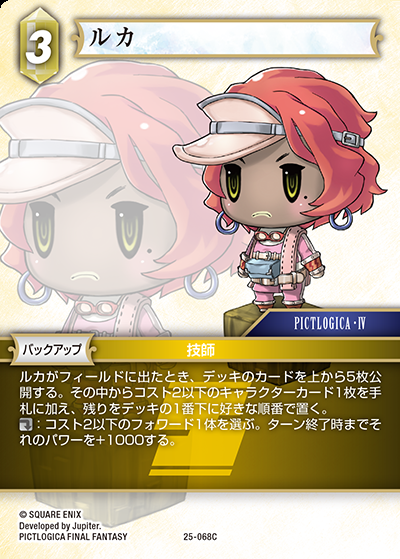 3
ルカ
PICTLOGICA・IV
バックアップ
技師
ルカがフィールドに出たとき、デッキのカードを上から5枚公
開する。その中からコスト2以下のキャラクターカード1枚を手
札に加え、残りをデッキの1番下に好きな順番で置く。
：コスト2以下のフォワード1体を選ぶ。ターン終了時までそ
れのパワーを+1000する。
© SQUARE ENIX
Developed by Jupiter.
PICTLOGICA FINAL FANTASY
25-068C